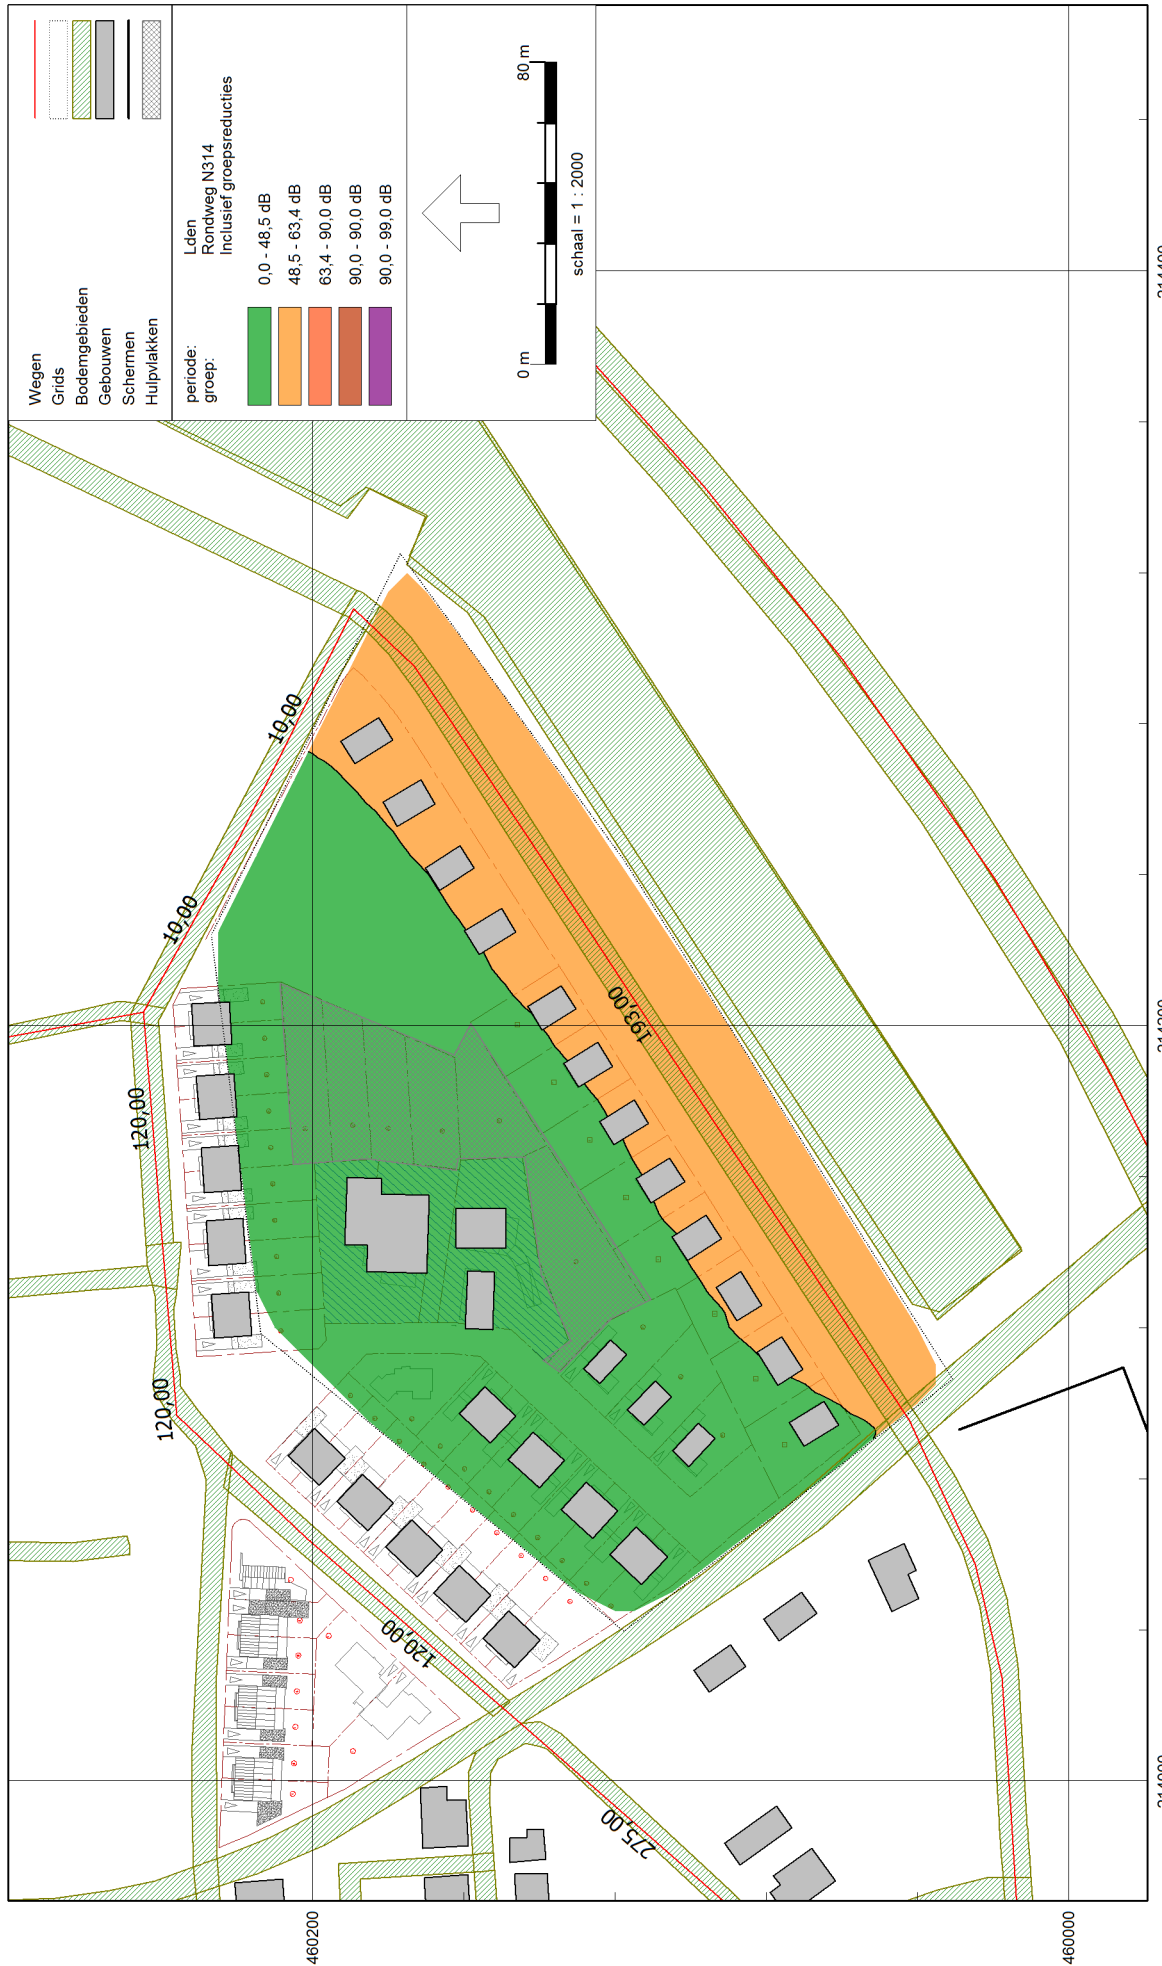 Wegen
Grids
Bodemgebieden
Gebouwen
Schermen
Hulpvlakken
periode: Lden
groep: Rondweg N314
Inclusief groepsreducties
0,0 - 48,5 dB
48,5 - 63,4 dB
63,4 - 90,0 dB
90,0 - 90,0 dB
90,0 - 99,0 dB
0 m 80 m
schaal = 1 : 2000
10,00
10,00
120,00
120,00
120,00
193,00
275,00
460200
460000